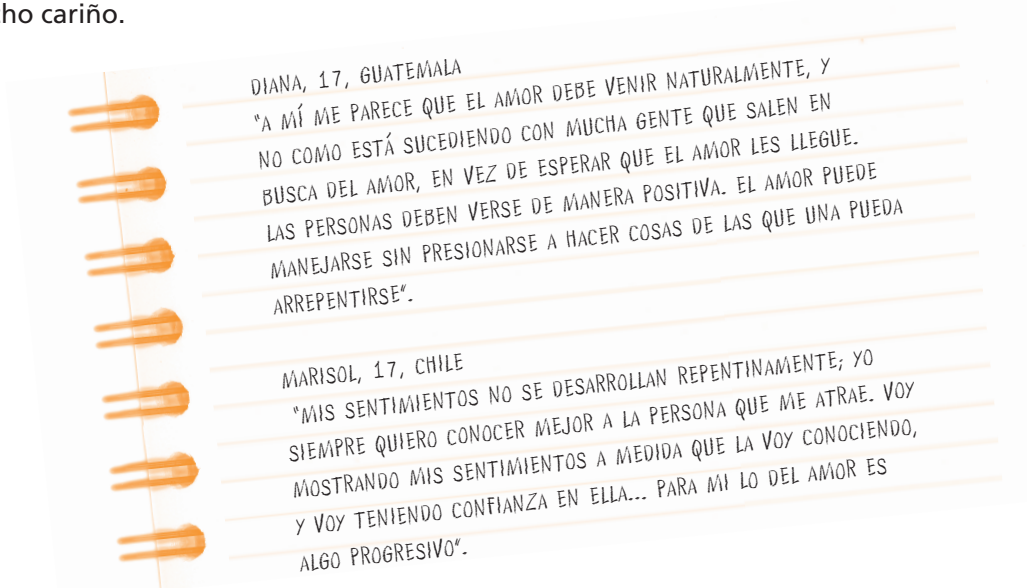 cho cariño.
DIANA, 17, GUATEMALA
"A MÍ ME PARECE QUE EL AMOR DEBE VENIR NATURALMENTE, Y
NO COMO ESTÁ SUCEDIENDO CON MUCHA GENTE QUE SALEN EN
BUSCA DEL AMOR, EN VEZ DE ESPERAR QUE EL AMOR LES LLEGUE.
LAS PERSONAS DEBEN VERSE DE MANERA POSITIVA. EL AMOR PUEDE
MANEJARSE SIN PRESIONARSE A HACER COSAS DE LAS QUE UNA PUEDA
ARREPENTIRSE".
MARISOL, 17, CHILE
"MIS SENTIMIENTOS NO SE DESARROLLAN REPENTINAMENTE; YO
SIEMPRE QUIERO CONOCER MEJOR A LA PERSONA QUE ME ATRAE. VOY
MOSTRANDO MIS SENTIMIENTOS A MEDIDA QUE LA VOY CONOCIENDO,
Y VOY TENIENDO CONFIANZA EN ELLA... PARA MI LO DEL AMOR ES
ALGO PROGRESIVO".